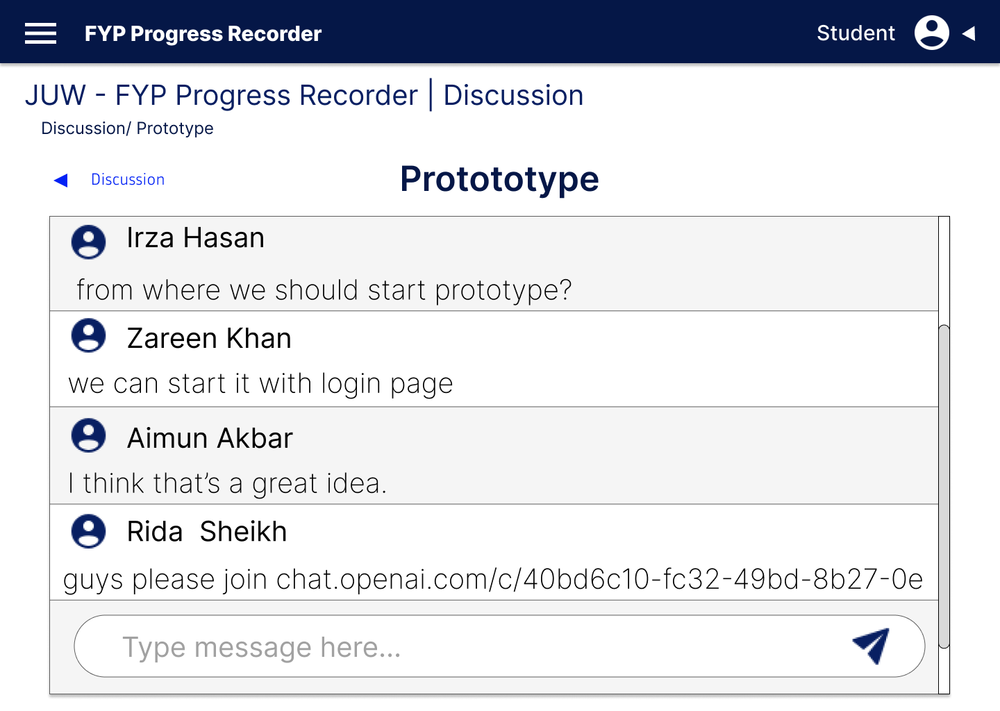 FYP Progress Recorder
Student
JUW - FYP Progress Recorder | Discussion
Discussion/ Prototype
Discussion
Protototype
Irza Hasan
from where we should start prototype?
Zareen Khan
we can start it with login page
Aimun Akbar
I think that’s a great idea.
Rida Sheikh
guys please join chat.openai.com/c/40bd6c10-fc32-49bd-8b27-0e
Type message here...